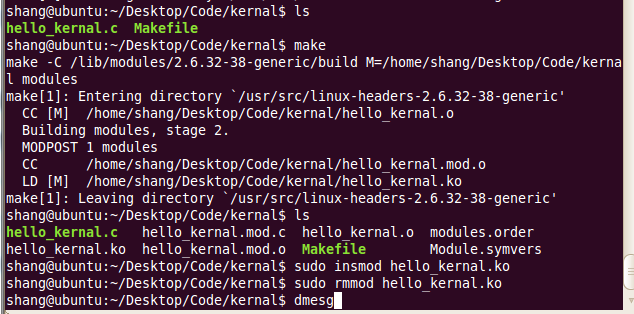 shang@ubuntu:~/Desktop/Code/kernal$ ls
hello_kernal.c  Makefile
shang@ubuntu:~/Desktop/Code/kernal$ make
make -C /lib/modules/2.6.32-38-generic/build M=/home/shang/Desktop/Code/kerna
l modules
make[1]: Entering directory `/usr/src/linux-headers-2.6.32-38-generic'
  CC [M]  /home/shang/Desktop/Code/kernal/hello_kernal.o
  Building modules, stage 2.
  MODPOST 1 modules
  CC      /home/shang/Desktop/Code/kernal/hello_kernal.mod.o
  LD [M]  /home/shang/Desktop/Code/kernal/hello_kernal.ko
make[1]: Leaving directory `/usr/src/linux-headers-2.6.32-38-generic'
shang@ubuntu:~/Desktop/Code/kernal$ ls
hello_kernal.c   hello_kernal.mod.c  hello_kernal.o  modules.order
hello_kernal.ko  hello_kernal.mod.o  Makefile        Module.symvers
shang@ubuntu:~/Desktop/Code/kernal$ sudo insmod hello_kernal.ko
shang@ubuntu:~/Desktop/Code/kernal$ sudo rmmod hello_kernal.ko
shang@ubuntu:~/Desktop/Code/kernal$ dmesg